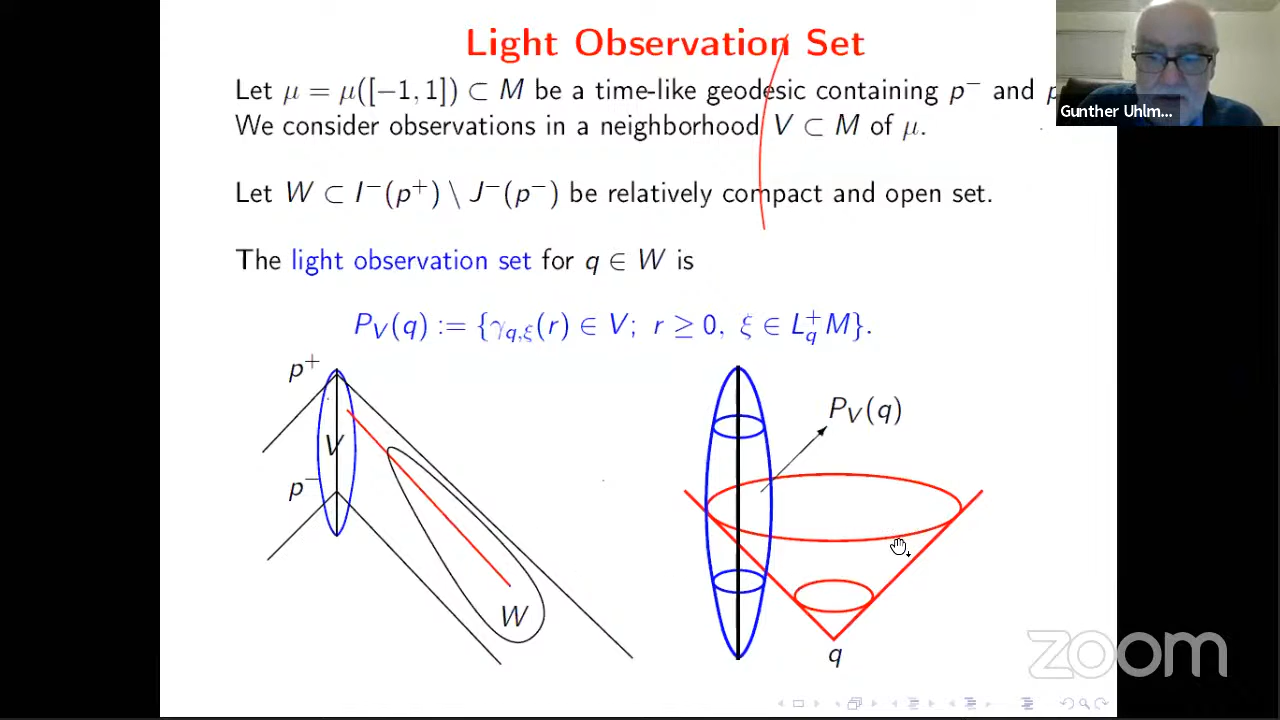 Light Observation Set
Let μ = μ([−1, 1]) ⊂ M be a time-like geodesic containing p⁻ and p
We consider observations in a neighborhood V ⊂ M of μ.
Let W ⊂ I⁻(p⁺) \ J⁻(p⁻) be relatively compact and open set.
The light observation set for q ∈ W is
P_V(q) := {γ_{q,ξ}(r) ∈ V; r ≥ 0, ξ ∈ L_q^+ M}.
p⁺
V
p⁻
W
P_V(q)
q
Gunther Uhlm...
zoom